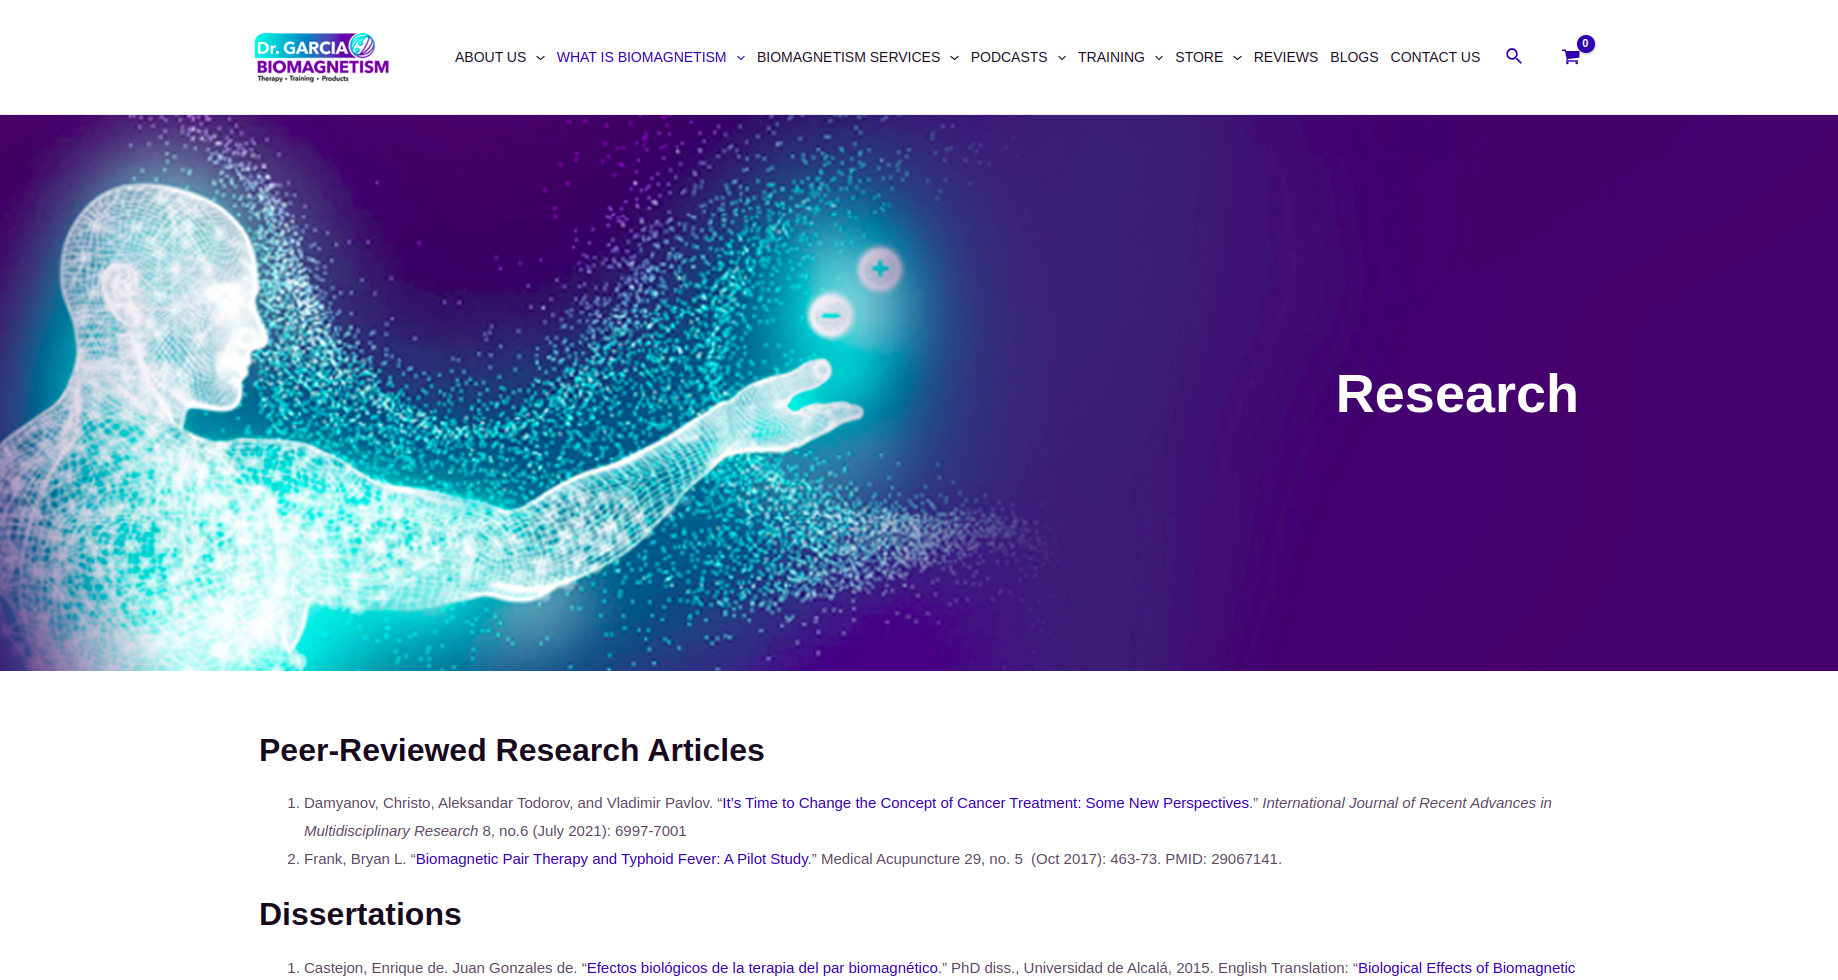 Dr. GARCIA
BIOMAGNETISM
Therapy • Training • Products
ABOUT US WHAT IS BIOMAGNETISM BIOMAGNETISM SERVICES PODCASTS TRAINING STORE REVIEWS BLOGS CONTACT US 0
+
−
Research
Peer-Reviewed Research Articles
1. Damyanov, Christo, Aleksandar Todorov, and Vladimir Pavlov. “It’s Time to Change the Concept of Cancer Treatment: Some New Perspectives.” International Journal of Recent Advances in
Multidisciplinary Research 8, no.6 (July 2021): 6997-7001
2. Frank, Bryan L. “Biomagnetic Pair Therapy and Typhoid Fever: A Pilot Study.” Medical Acupuncture 29, no. 5  (Oct 2017): 463-73. PMID: 29067141.
Dissertations
1. Castejon, Enrique de. Juan Gonzales de. “Efectos biológicos de la terapia del par biomagnético.” PhD diss., Universidad de Alcalá, 2015. English Translation: “Biological Effects of Biomagnetic